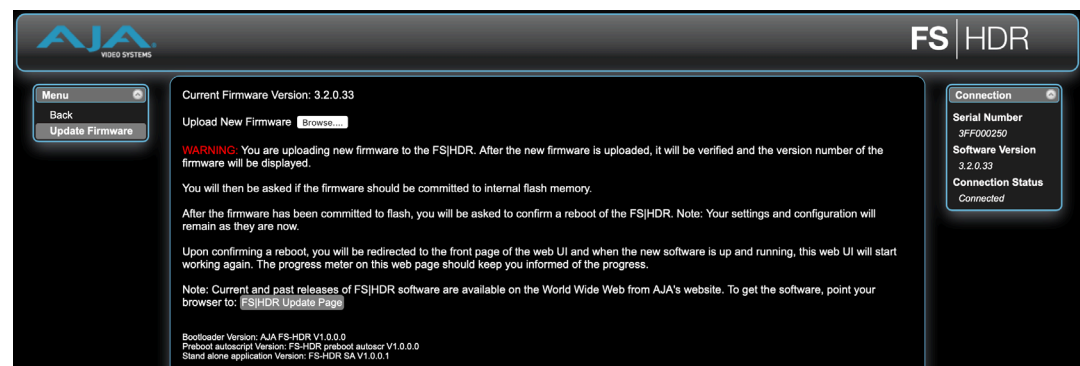 AJA
VIDEO SYSTEMS
FS|HDR
Menu
Back
Update Firmware
Current Firmware Version: 3.2.0.33
Upload New Firmware Browse....
WARNING: You are uploading new firmware to the FS|HDR. After the new firmware is uploaded, it will be verified and the version number of the
firmware will be displayed.
You will then be asked if the firmware should be committed to internal flash memory.
After the firmware has been committed to flash, you will be asked to confirm a reboot of the FS|HDR. Note: Your settings and configuration will
remain as they are now.
Upon confirming a reboot, you will be redirected to the front page of the web UI and when the new software is up and running, this web UI will start
working again. The progress meter on this web page should keep you informed of the progress.
Note: Current and past releases of FS|HDR software are available on the World Wide Web from AJA's website. To get the software, point your
browser to: FS|HDR Update Page
Bootloader Version: AJA FS-HDR V1.0.0.0
Preboot autoscript Version: FS-HDR preboot autoscr V1.0.0.0
Stand alone application Version: FS-HDR SA V1.0.0.1
Connection
Serial Number
3FF000250
Software Version
3.2.0.33
Connection Status
Connected